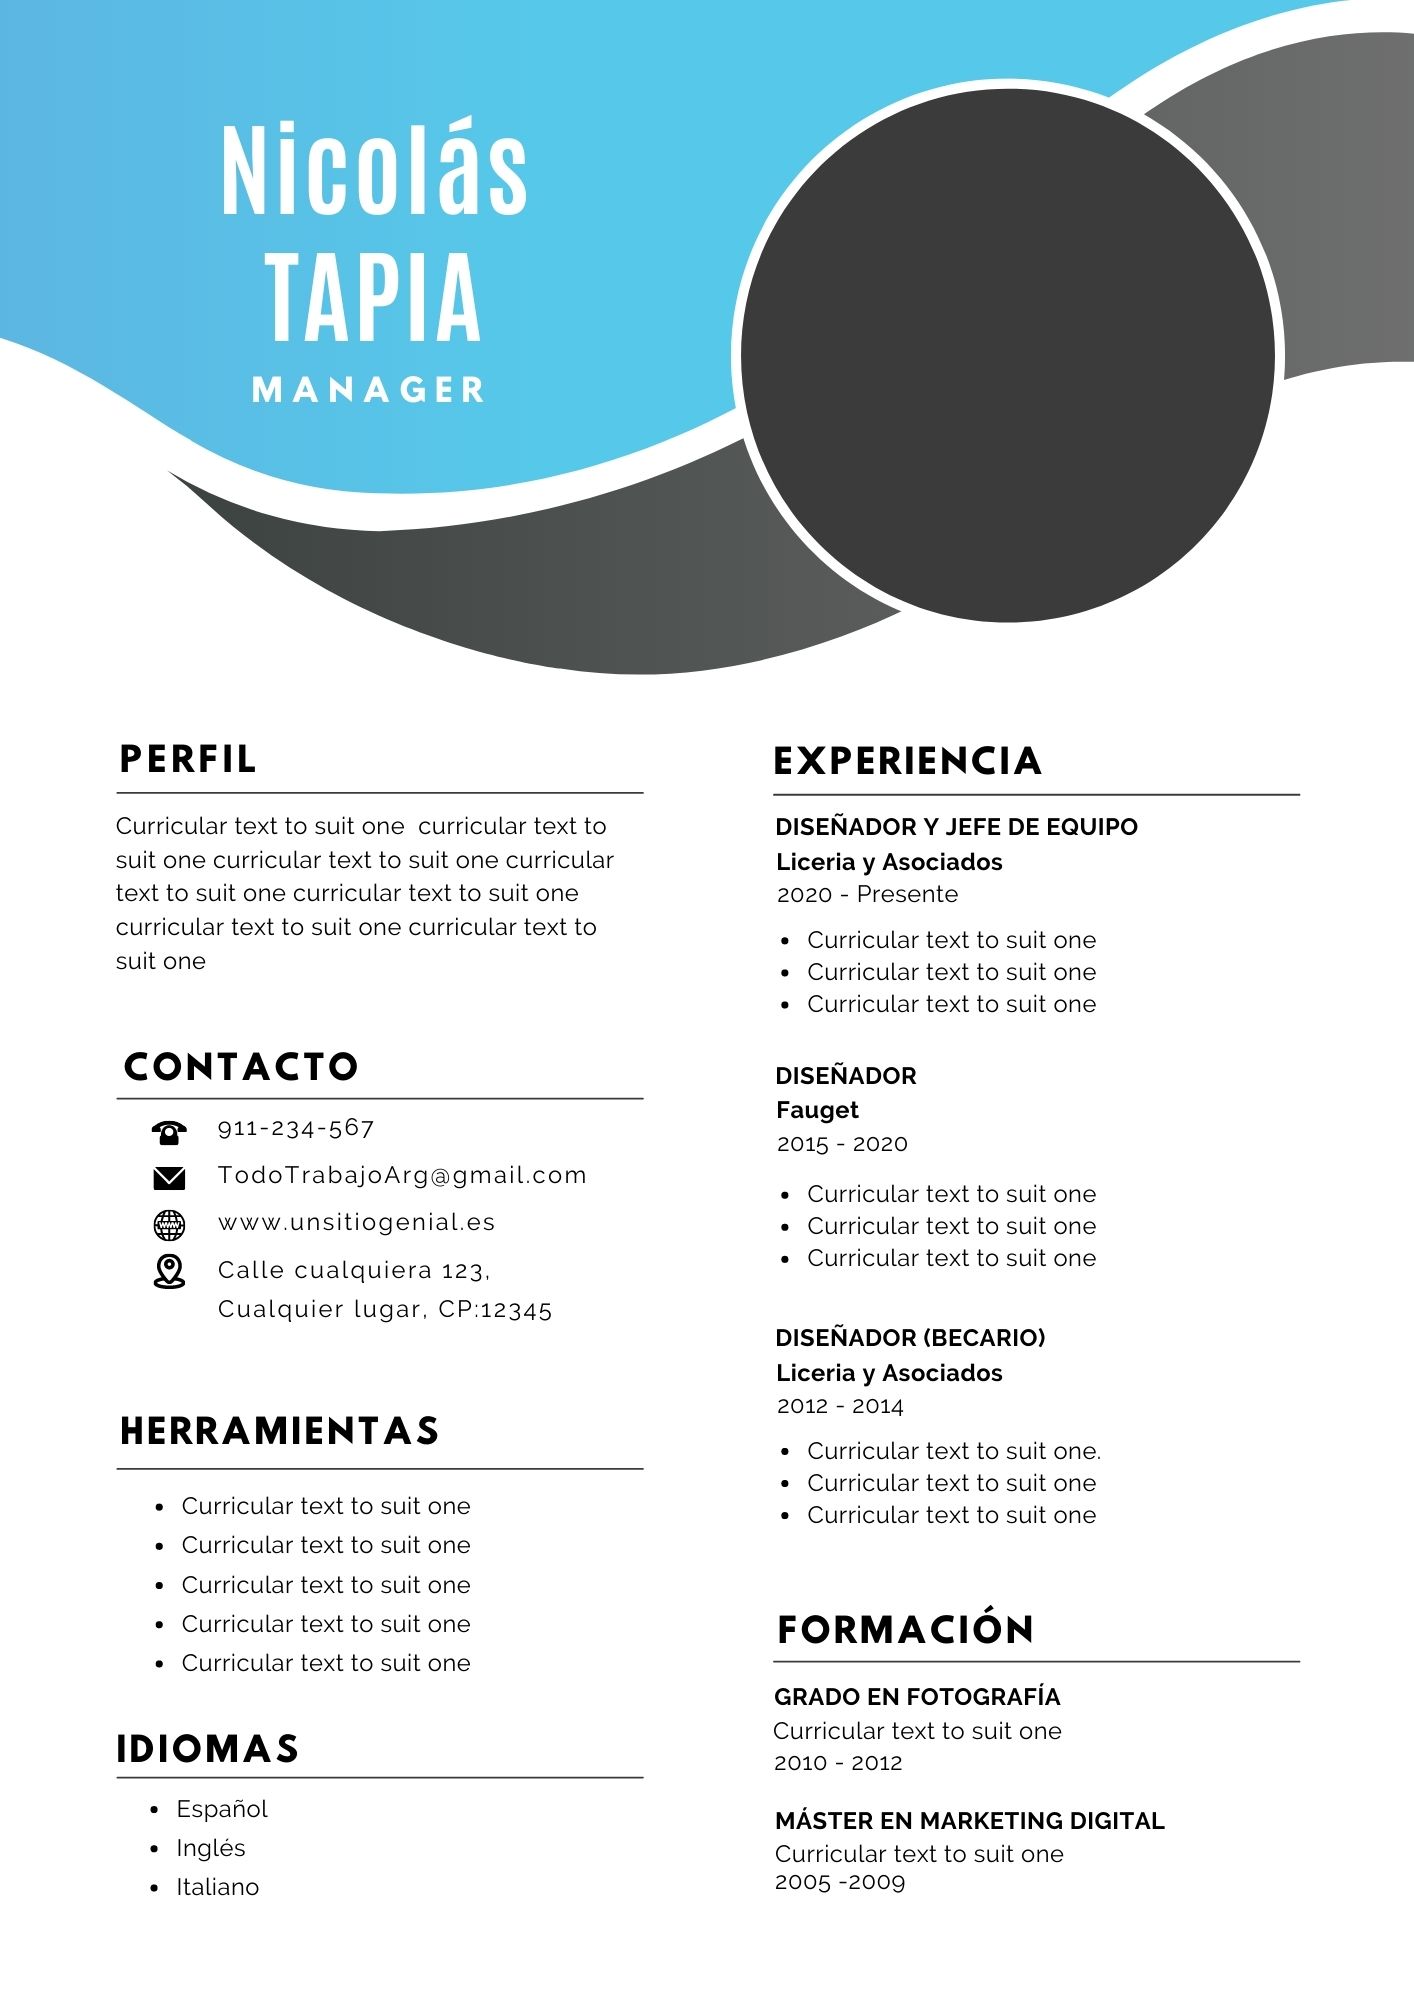 Nicolás
TAPIA
MANAGER
PERFIL
Curricular text to suit one  curricular text to
suit one curricular text to suit one curricular
text to suit one curricular text to suit one
curricular text to suit one curricular text to
suit one
CONTACTO
911-234-567
TodoTrabajoArg@gmail.com
www.unsitiogenial.es
Calle cualquiera 123,
Cualquier lugar, CP:12345
HERRAMIENTAS
• Curricular text to suit one
• Curricular text to suit one
• Curricular text to suit one
• Curricular text to suit one
• Curricular text to suit one
IDIOMAS
• Español
• Inglés
• Italiano
EXPERIENCIA
DISEÑADOR Y JEFE DE EQUIPO
Liceria y Asociados
2020 - Presente
• Curricular text to suit one
• Curricular text to suit one
• Curricular text to suit one
DISEÑADOR
Fauget
2015 - 2020
• Curricular text to suit one
• Curricular text to suit one
• Curricular text to suit one
DISEÑADOR (BECARIO)
Liceria y Asociados
2012 - 2014
• Curricular text to suit one.
• Curricular text to suit one
• Curricular text to suit one
FORMACIÓN
GRADO EN FOTOGRAFÍA
Curricular text to suit one
2010 - 2012
MÁSTER EN MARKETING DIGITAL
Curricular text to suit one
2005 -2009